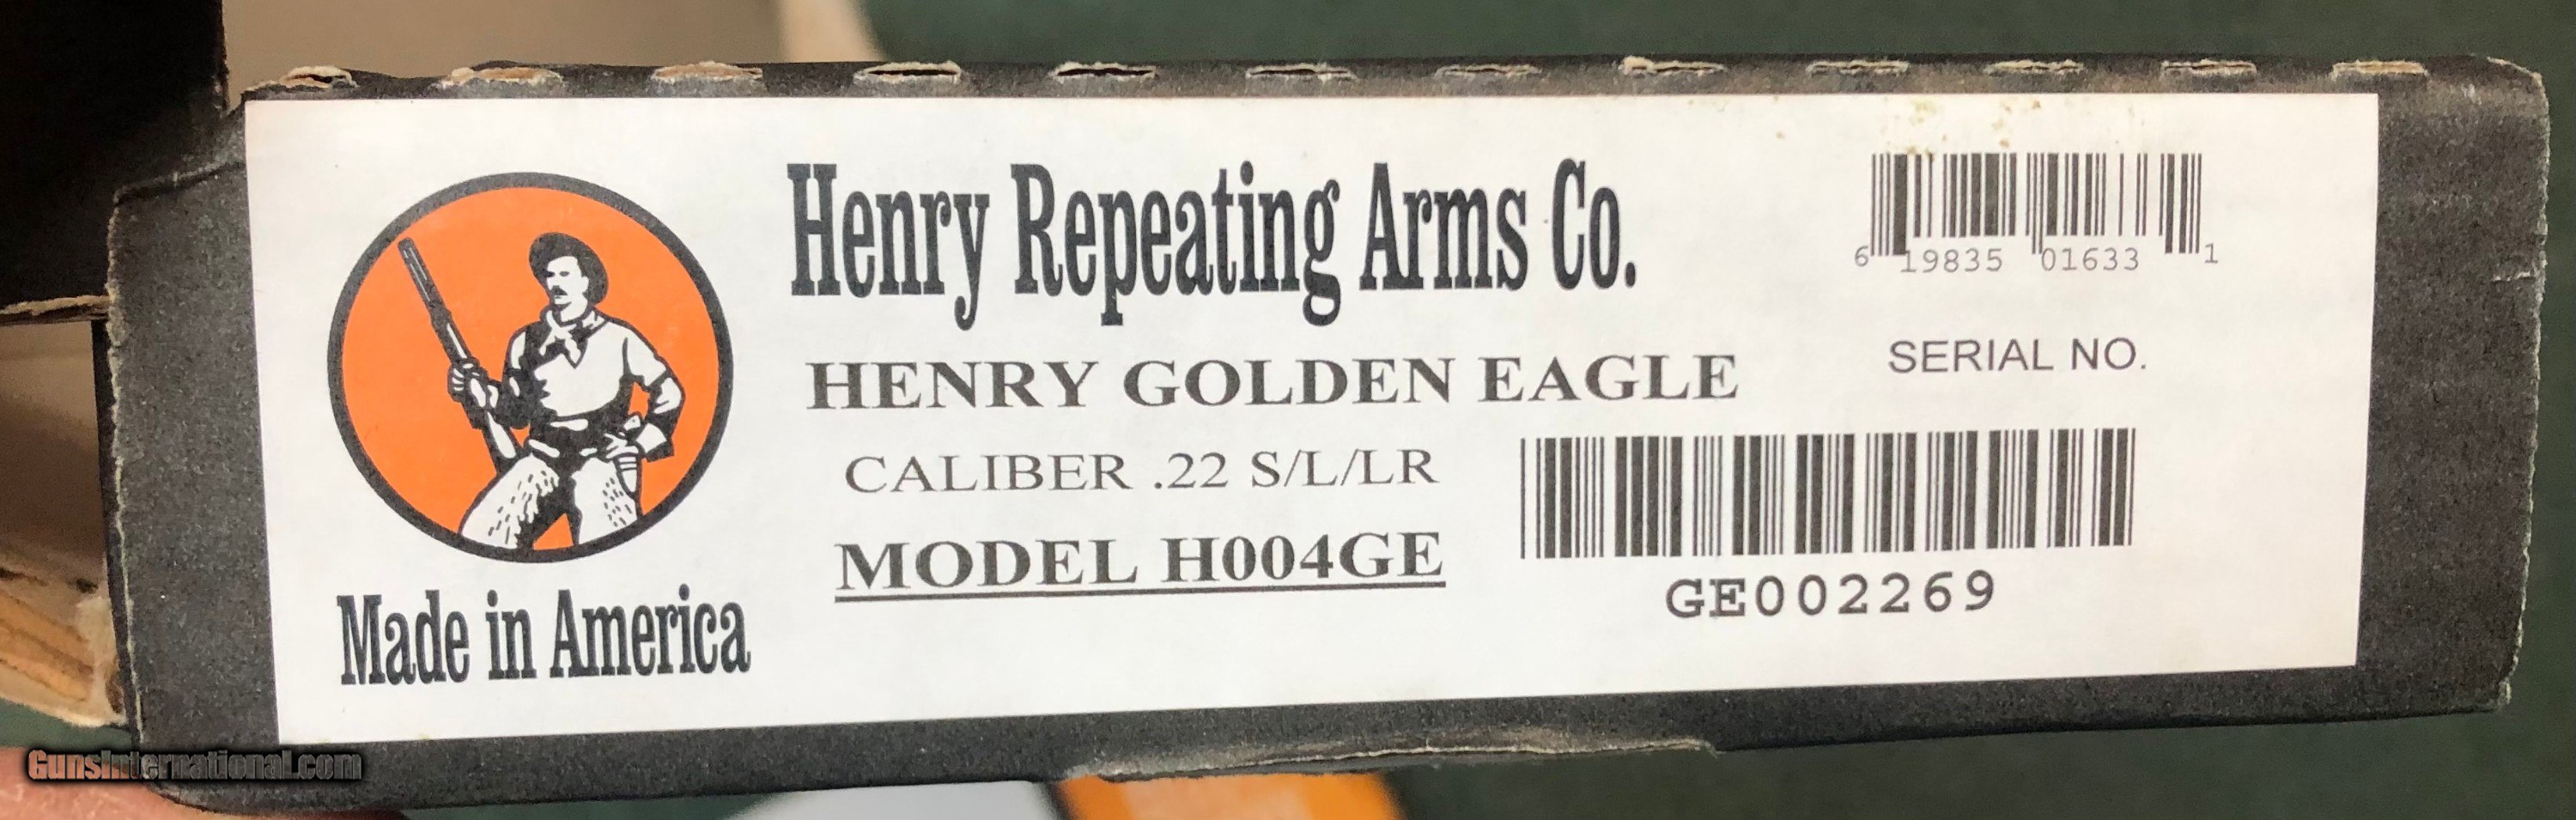 Henry Repeating Arms Co.
HENRY GOLDEN EAGLE
CALIBER .22 S/L/LR
MODEL H004GE
Made in America
6 19835 01633 1
SERIAL NO.
GE002269
GunsInternational.com